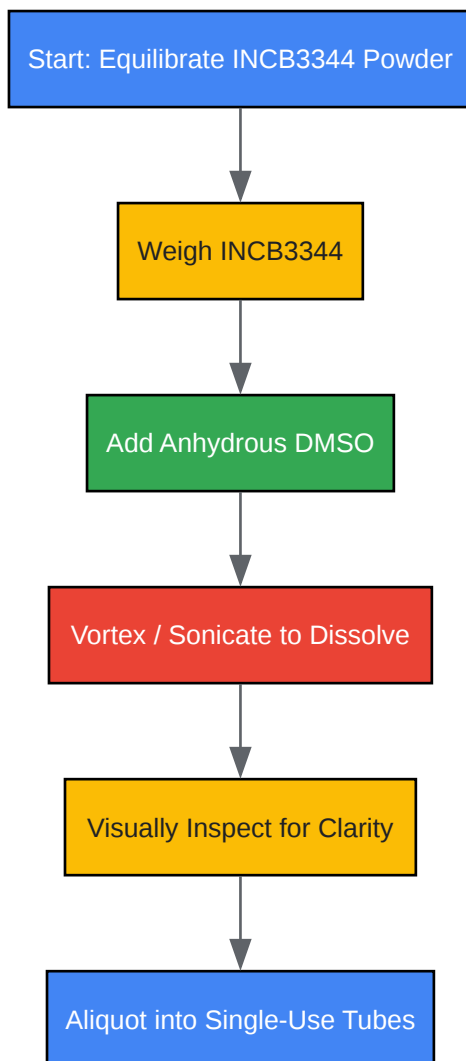 Start: Equilibrate INCB3344 Powder
Weigh INCB3344
Add Anhydrous DMSO
Vortex / Sonicate to Dissolve
Visually Inspect for Clarity
Aliquot into Single-Use Tubes